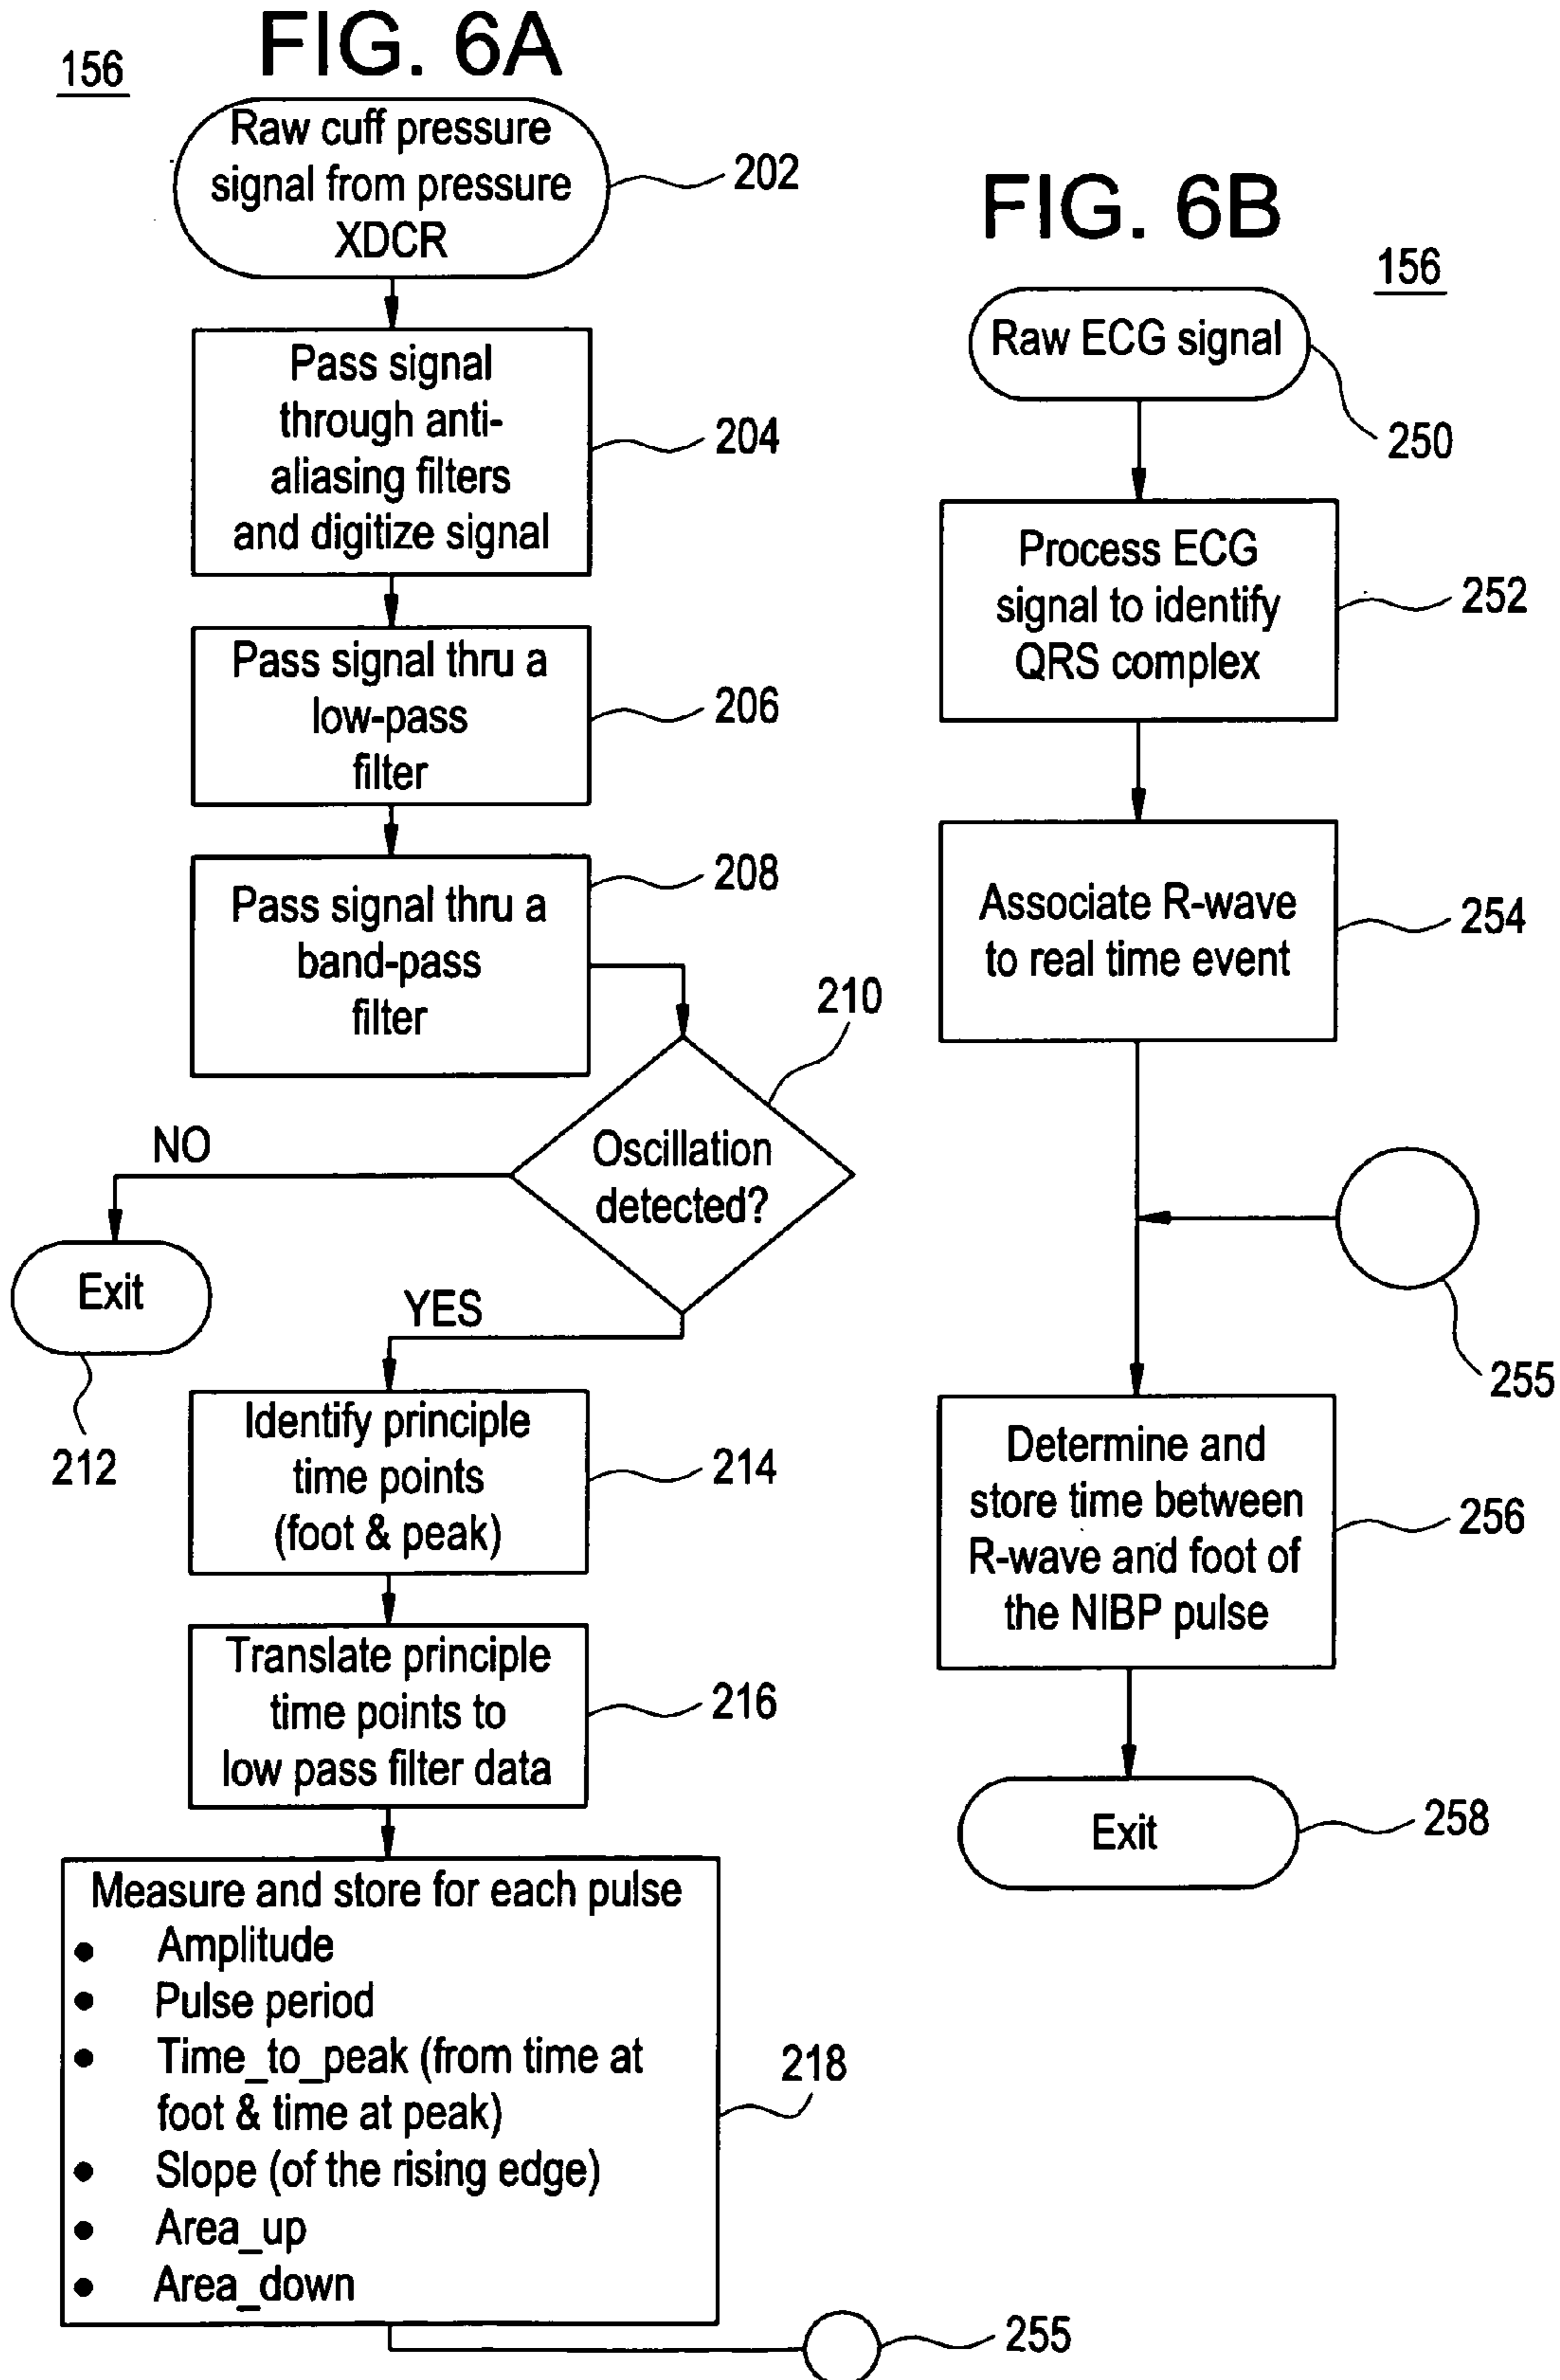 FIG. 6A
156
Raw cuff pressure
signal from pressure
XDCR
202
Pass signal
through anti-
aliasing filters
and digitize signal
204
Pass signal thru a
low-pass
filter
206
Pass signal thru a
band-pass
filter
208
Oscillation
detected?
210
NO
Exit
212
YES
Identify principle
time points
(foot & peak)
214
Translate principle
time points to
low pass filter data
216
Measure and store for each pulse
• Amplitude
• Pulse period
• Time_to_peak (from time at
foot & time at peak)
• Slope (of the rising edge)
• Area_up
• Area_down
218
255
FIG. 6B
156
Raw ECG signal
250
Process ECG
signal to identify
QRS complex
252
Associate R-wave
to real time event
254
255
Determine and
store time between
R-wave and foot of
the NIBP pulse
256
Exit
258